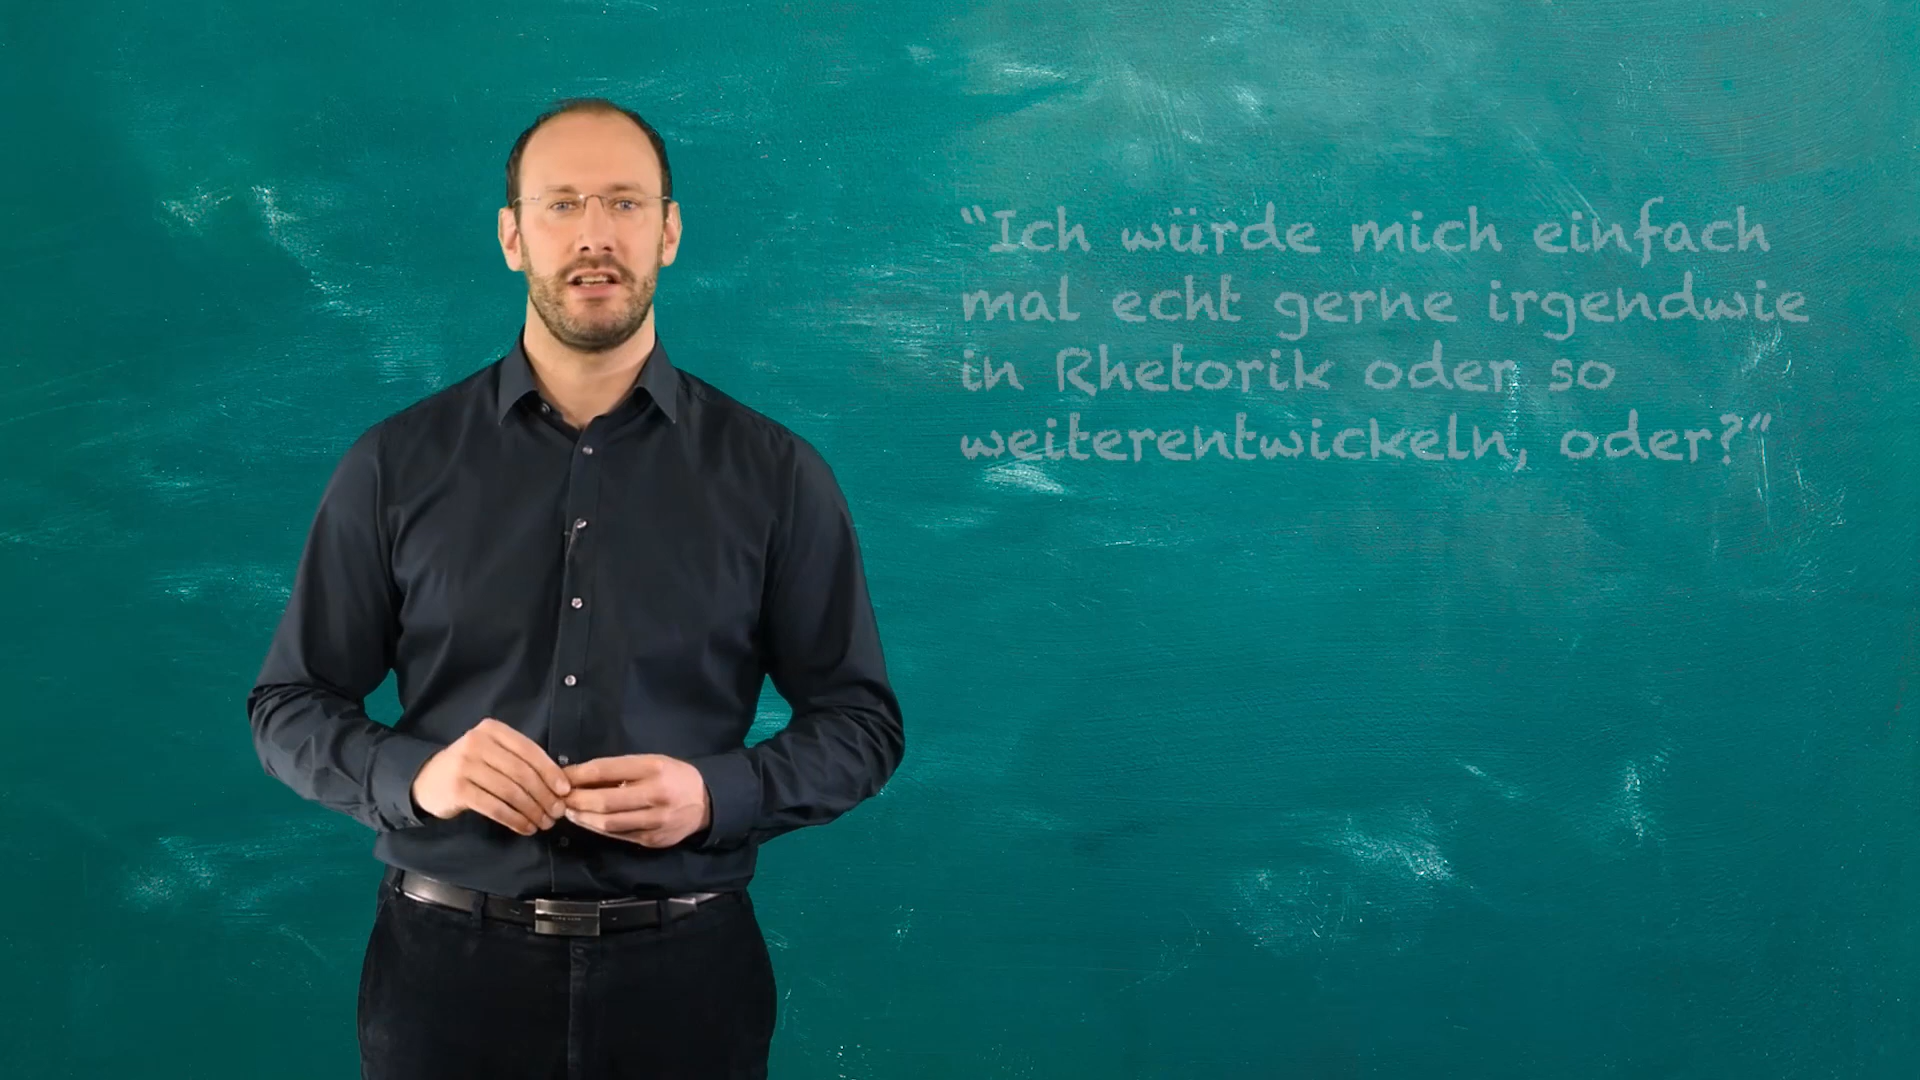 “Ich würde mich einfach
mal echt gerne irgendwie
in Rhetorik oder so
weiterentwickeln, oder?”